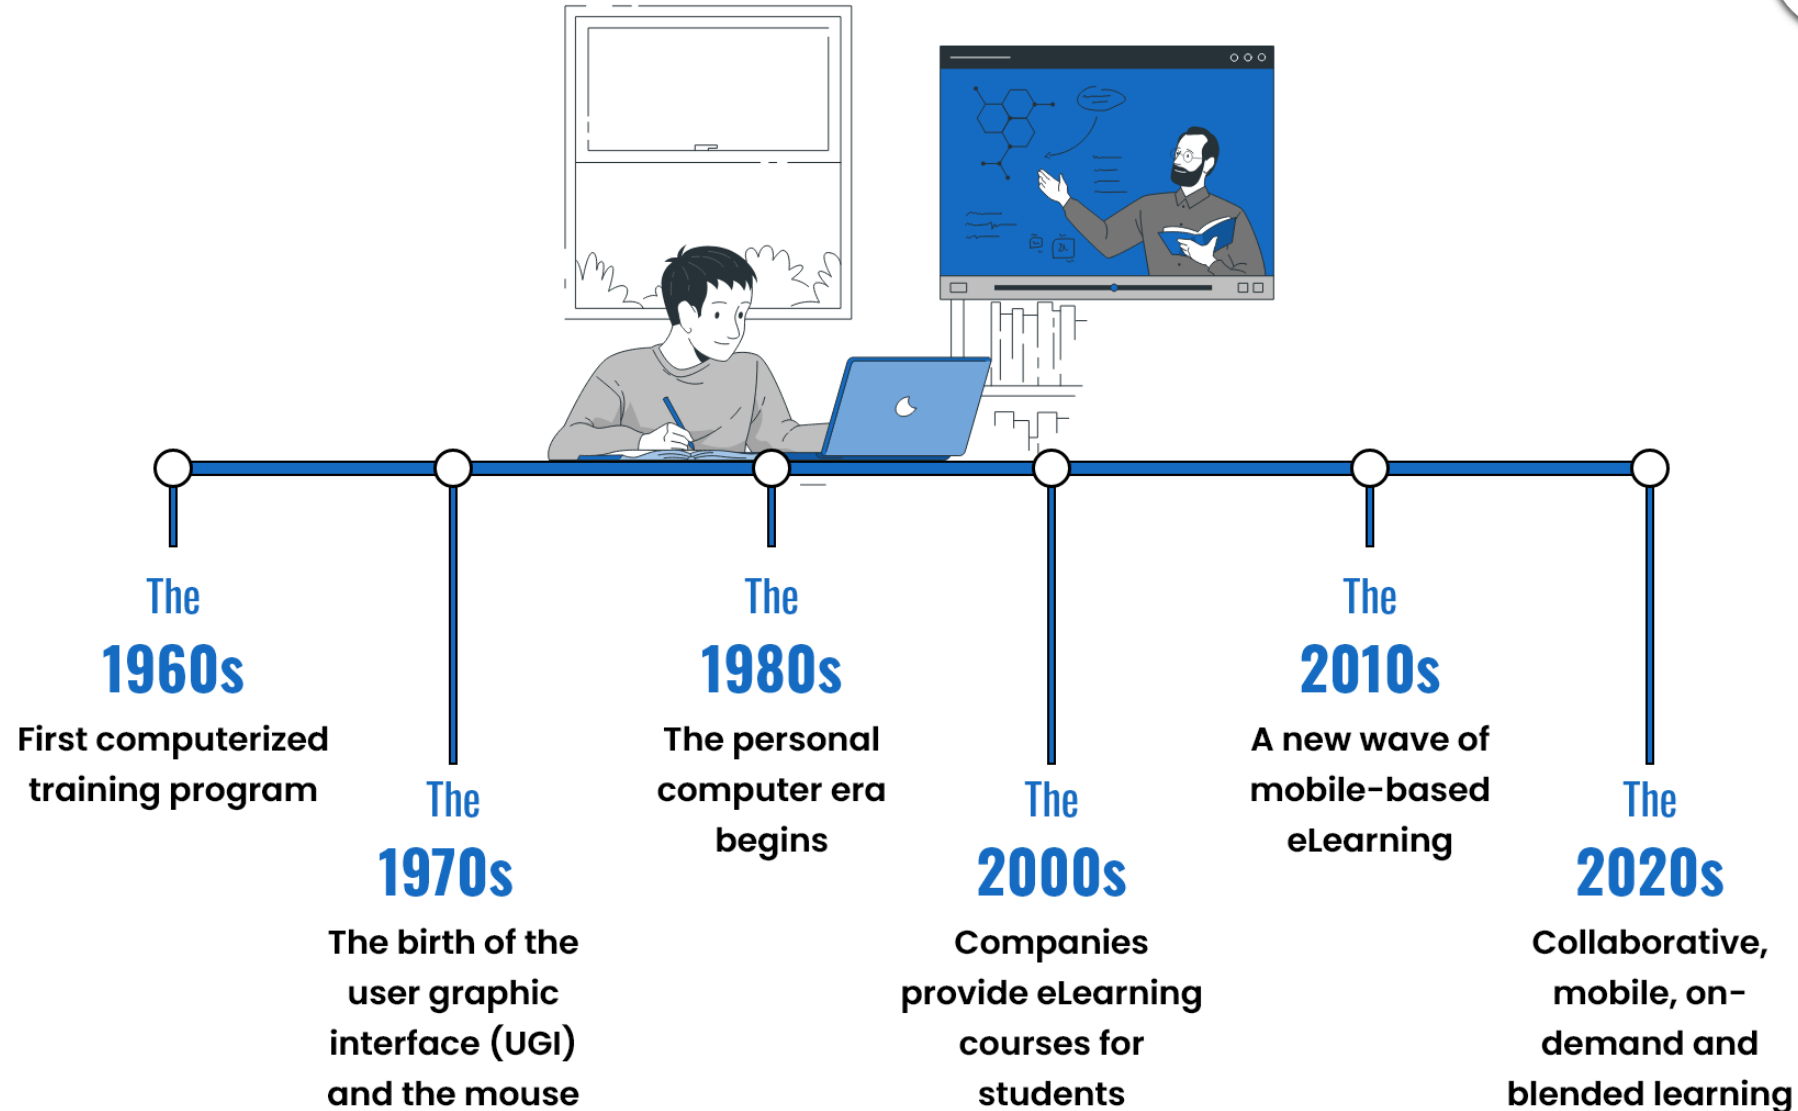 The
1960s
First computerized
training program
The
1970s
The birth of the
user graphic
interface (UGI)
and the mouse
The
1980s
The personal
computer era
begins
The
2000s
Companies
provide eLearning
courses for
students
The
2010s
A new wave of
mobile-based
eLearning
The
2020s
Collaborative,
mobile, on-
demand and
blended learning